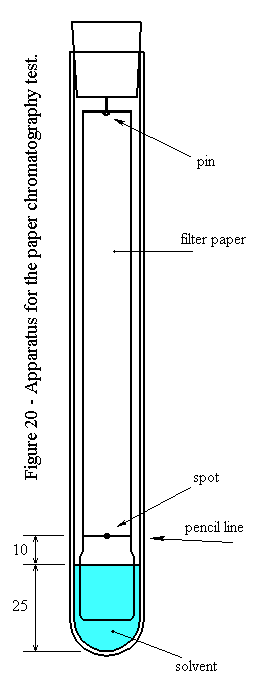 Figure 20 - Apparatus for the paper chromatography test.
pin
filter paper
spot
pencil line
10
25
solvent